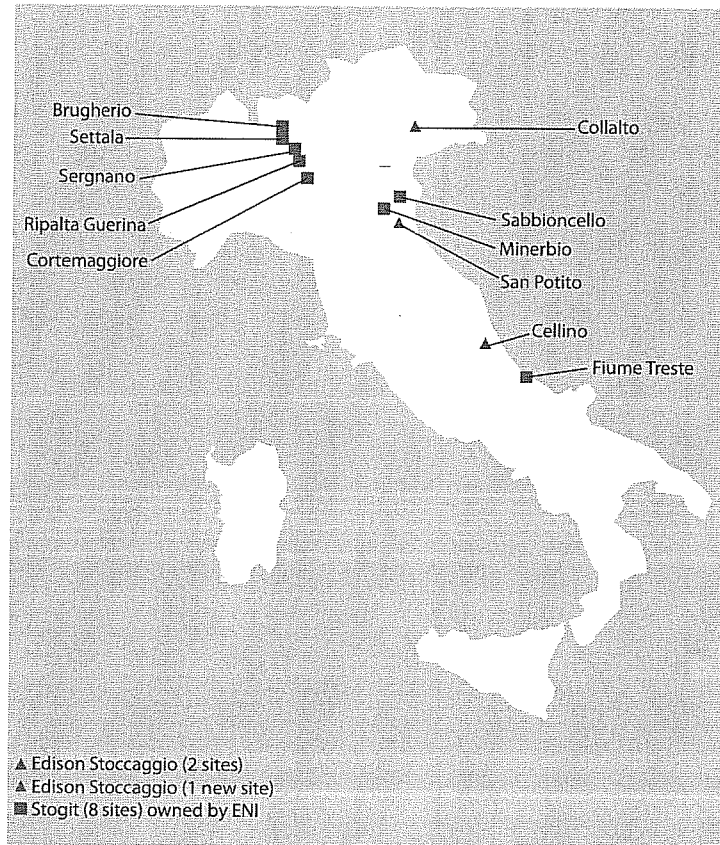 Brugherio
Settala
Sergnano
Ripalta Guerina
Cortemaggiore
Collalto
Sabbioncello
Minerbio
San Potito
Cellino
Fiume Treste
Edison Stoccaggio (2 sites)
Edison Stoccaggio (1 new site)
Stogit (8 sites) owned by ENI